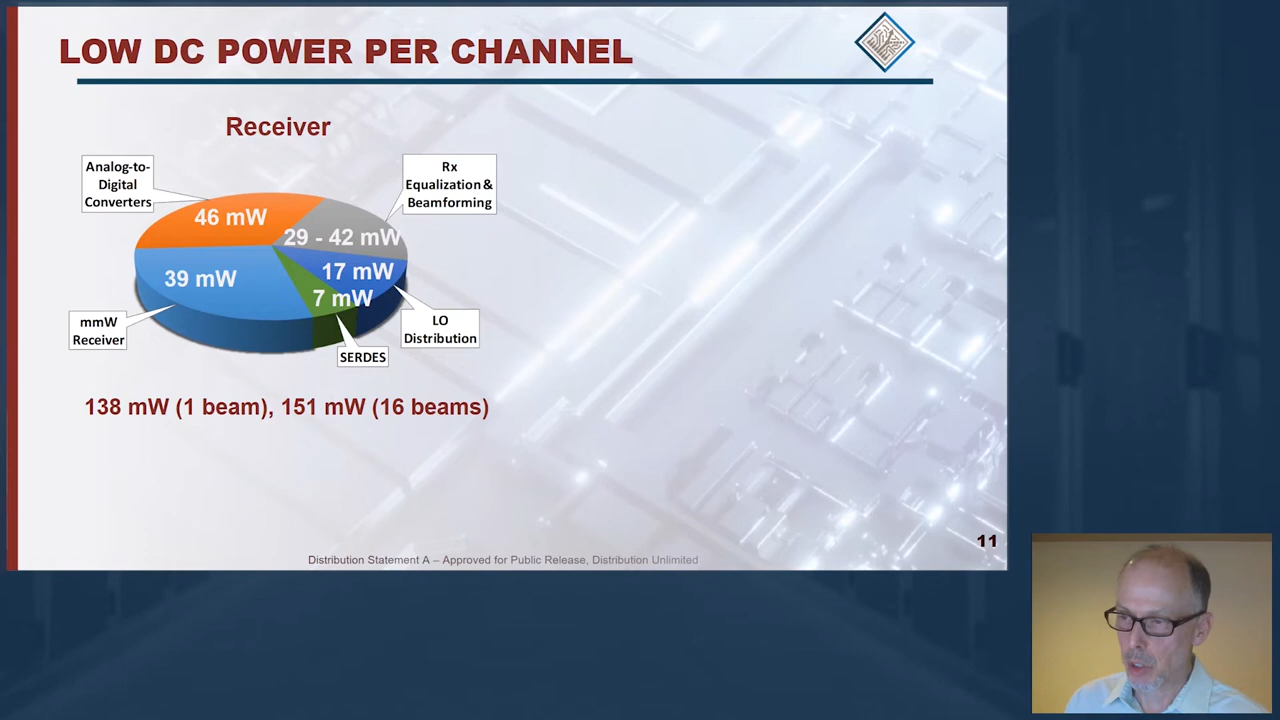 LOW DC POWER PER CHANNEL
Receiver
Analog-to-
Digital
Converters
Rx
Equalization &
Beamforming
46 mW
29 - 42 mW
39 mW
17 mW
7 mW
mmW
Receiver
LO
Distribution
SERDES
138 mW (1 beam), 151 mW (16 beams)
11
Distribution Statement A – Approved for Public Release, Distribution Unlimited